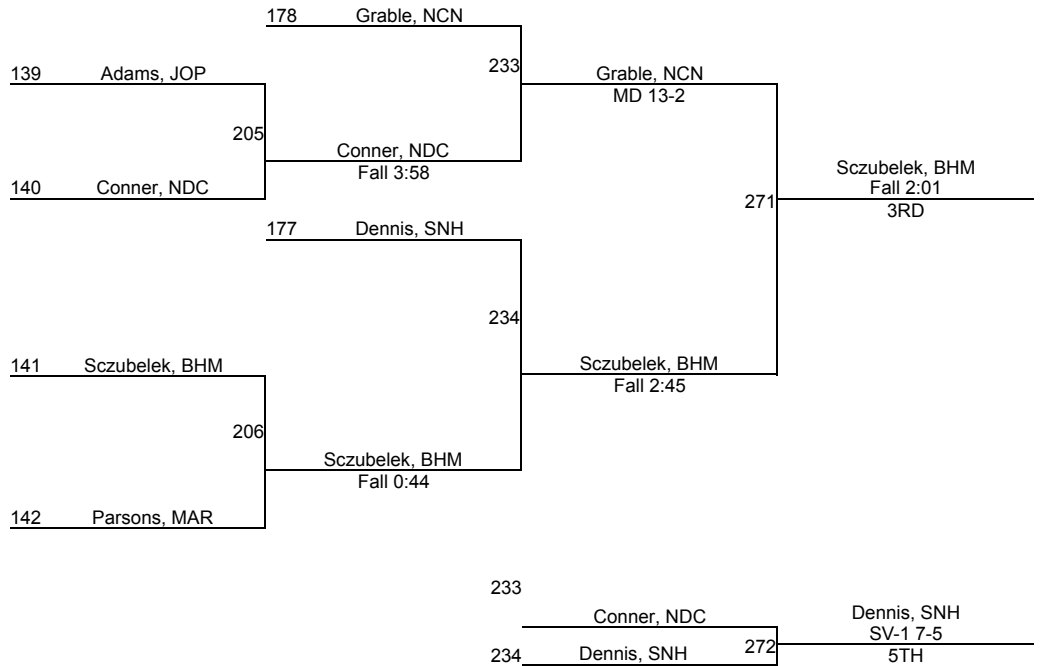 178 Grable, NCN
139 Adams, JOP
233
Grable, NCN
MD 13-2
205
Conner, NDC
Fall 3:58
140 Conner, NDC
Sczubelek, BHM
Fall 2:01
3RD
271
177 Dennis, SNH
234
141 Sczubelek, BHM
Sczubelek, BHM
Fall 2:45
206
Sczubelek, BHM
Fall 0:44
142 Parsons, MAR
233
Conner, NDC
Dennis, SNH
SV-1 7-5
5TH
272
234 Dennis, SNH